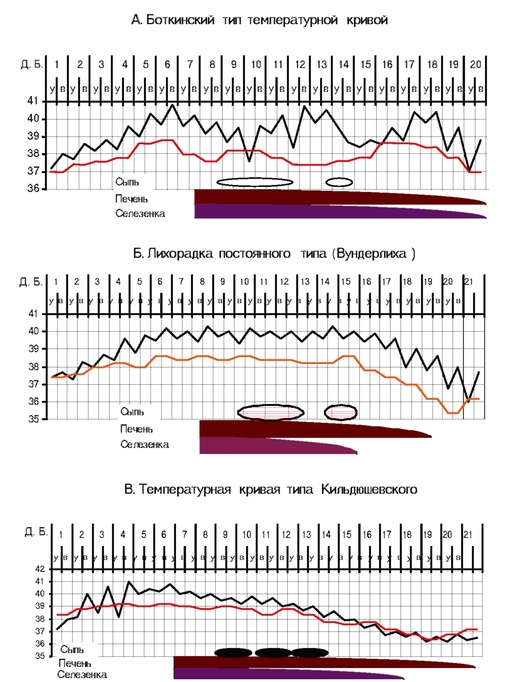 А. Боткинский тип температурной кривой
Д. Б. 1 2 3 4 5 6 7 8 9 10 11 12 13 14 15 16 17 18 19 20
у в у в у в у в у в у в у в у в у в у в у в у в у в у в у в у в у в у в у в у в
41
40
39
38
37
36
Сыпь
Печень
Селезенка
Б. Лихорадка постоянного типа (Вундерлиха )
Д. Б. 1 2 3 4 5 6 7 8 9 10 11 12 13 14 15 16 17 18 19 20 21
у в у в у в у в у в у в у в у в у в у в у в у в у в у в у в у в у в у в у в у в
41
40
39
38
37
36
35
Сыпь
Печень
Селезенка
В. Температурная кривая типа Кильдюшевского
Д. Б. 1 2 3 4 5 6 7 8 9 10 11 12 13 14 15 16 17 18 19 20 21
у в у в у в у в у в у в у в у в у в у в у в у в у в у в у в у в у в у в у в у в
42
41
40
39
38
37
36
35
Сыпь
Печень
Селезенка